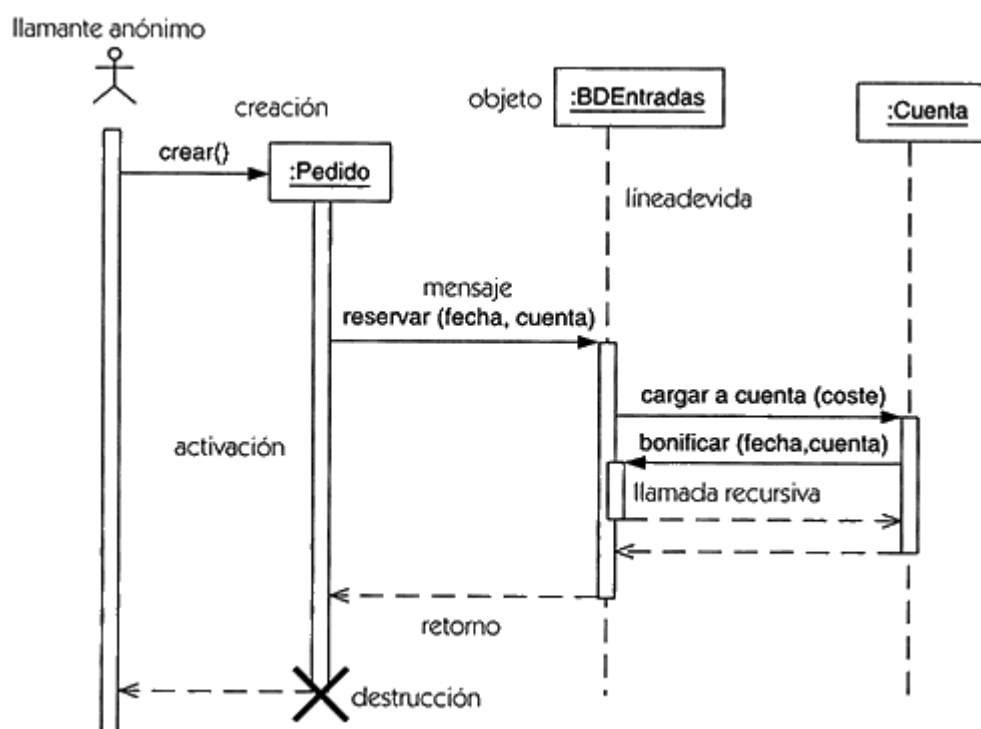 llamante anónimo
creación
objeto
:BDEntradas
:Cuenta
crear()
:Pedido
líneadevida
mensaje
reservar (fecha, cuenta)
cargar a cuenta (coste)
activación
bonificar (fecha,cuenta)
llamada recursiva
retorno
destrucción